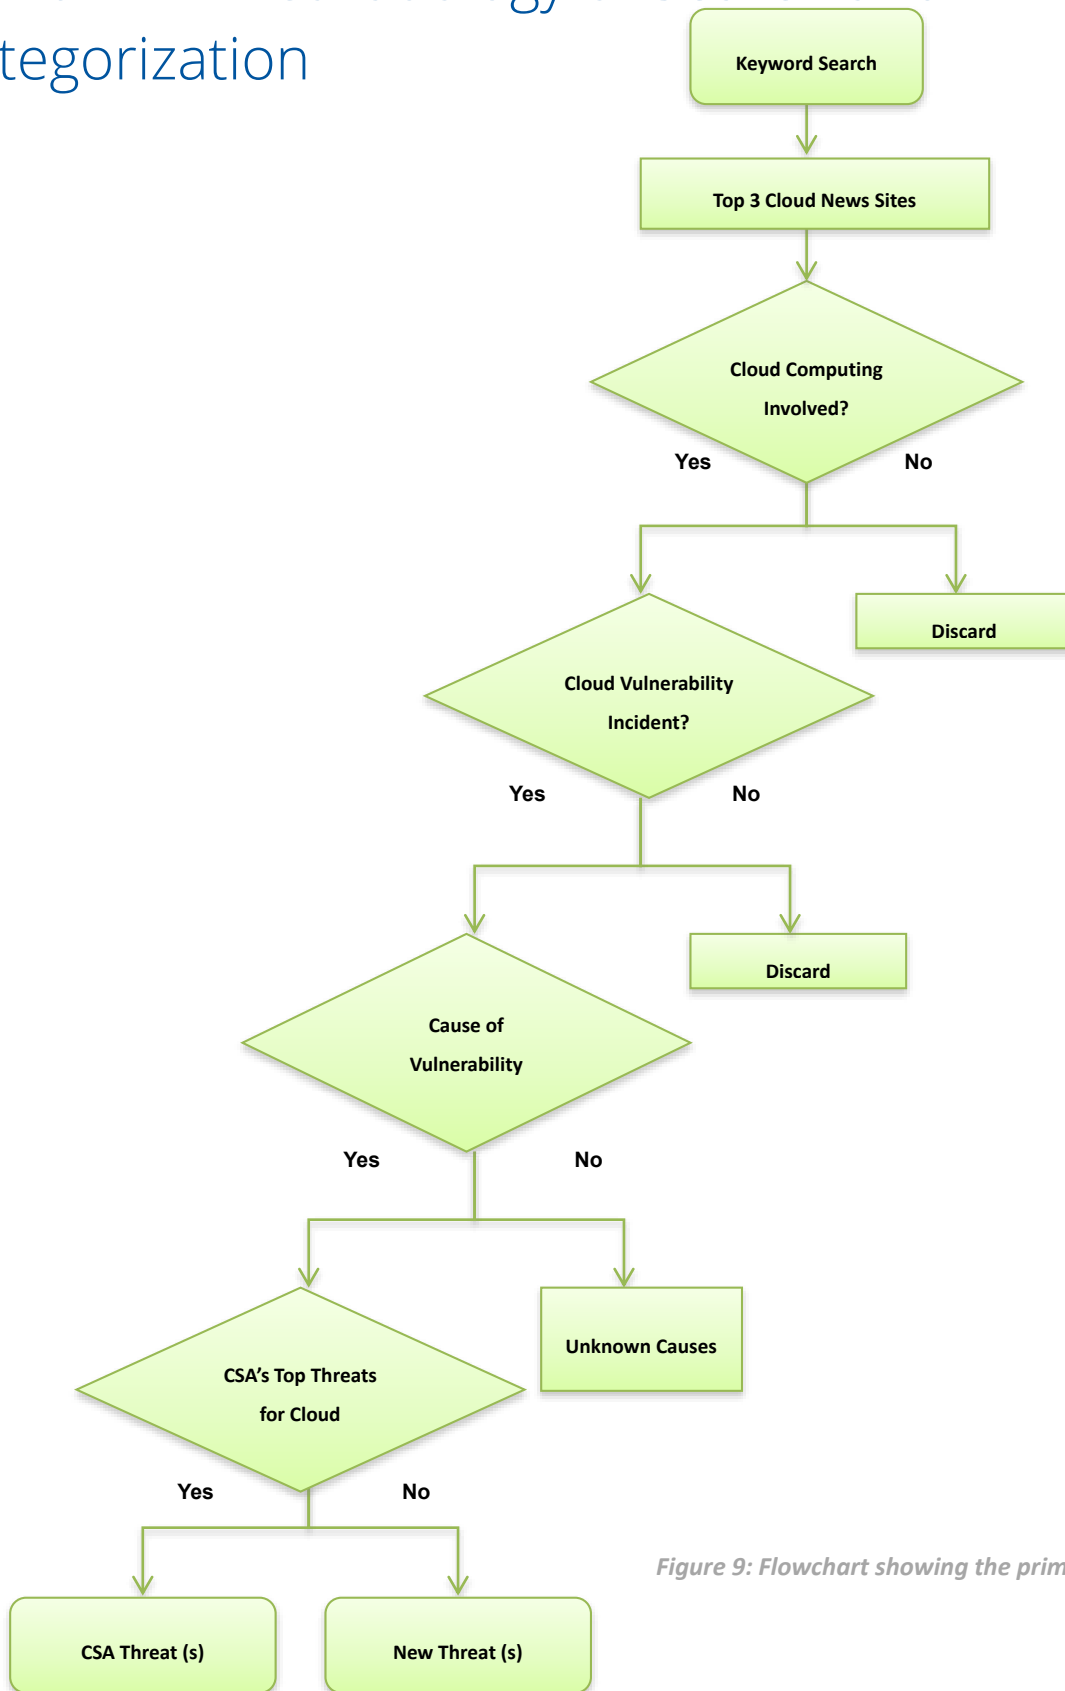 tegorization
Keyword Search
Top 3 Cloud News Sites
Cloud Computing
Involved?
Yes
No
Discard
Cloud Vulnerability
Incident?
Yes
No
Discard
Cause of
Vulnerability
Yes
No
Unknown Causes
CSA’s Top Threats
for Cloud
Yes
No
Figure 9: Flowchart showing the prim
CSA Threat (s)
New Threat (s)